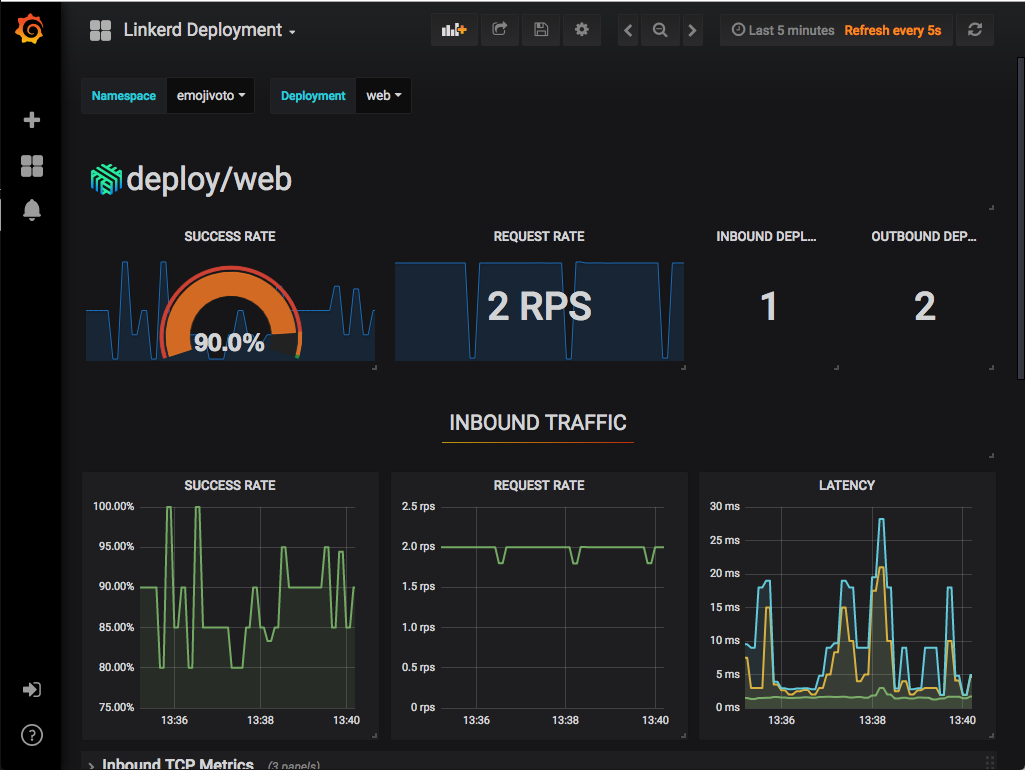 Linkerd Deployment
Last 5 minutes Refresh every 5s
Namespace emojivoto Deployment web
deploy/web
SUCCESS RATE
90.0%
REQUEST RATE
2 RPS
INBOUND DEPL...
1
OUTBOUND DEP...
2
INBOUND TRAFFIC
SUCCESS RATE
100.00%
95.00%
90.00%
85.00%
80.00%
75.00%
13:36 13:38 13:40
REQUEST RATE
2.5 rps
2.0 rps
1.5 rps
1.0 rps
0.5 rps
0 rps
13:36 13:38 13:40
LATENCY
30 ms
25 ms
20 ms
15 ms
10 ms
5 ms
0 ms
13:36 13:38 13:40
Inbound TCP Metrics (3 panels)